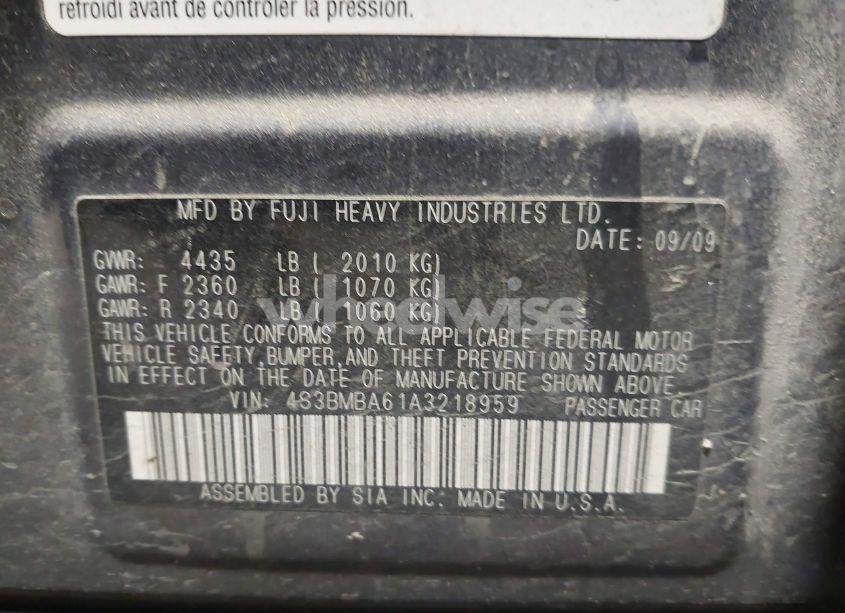 refroidi avant de contrôler la pression.
MFD BY FUJI HEAVY INDUSTRIES LTD.
DATE: 09/09
GVWR: 4435 LB ( 2010 KG)
GAWR: F 2360 LB ( 1070 KG)
GAWR: R 2340 LB ( 1060 KG)
wheelwise
THIS VEHICLE CONFORMS TO ALL APPLICABLE FEDERAL MOTOR
VEHICLE SAFETY,BUMPER,AND THEFT PREVENTION STANDARDS
IN EFFECT ON THE DATE OF MANUFACTURE SHOWN ABOVE.
VIN: 4S3BMBA61A3218959 PASSENGER CAR
ASSEMBLED BY SIA INC. MADE IN U.S.A.